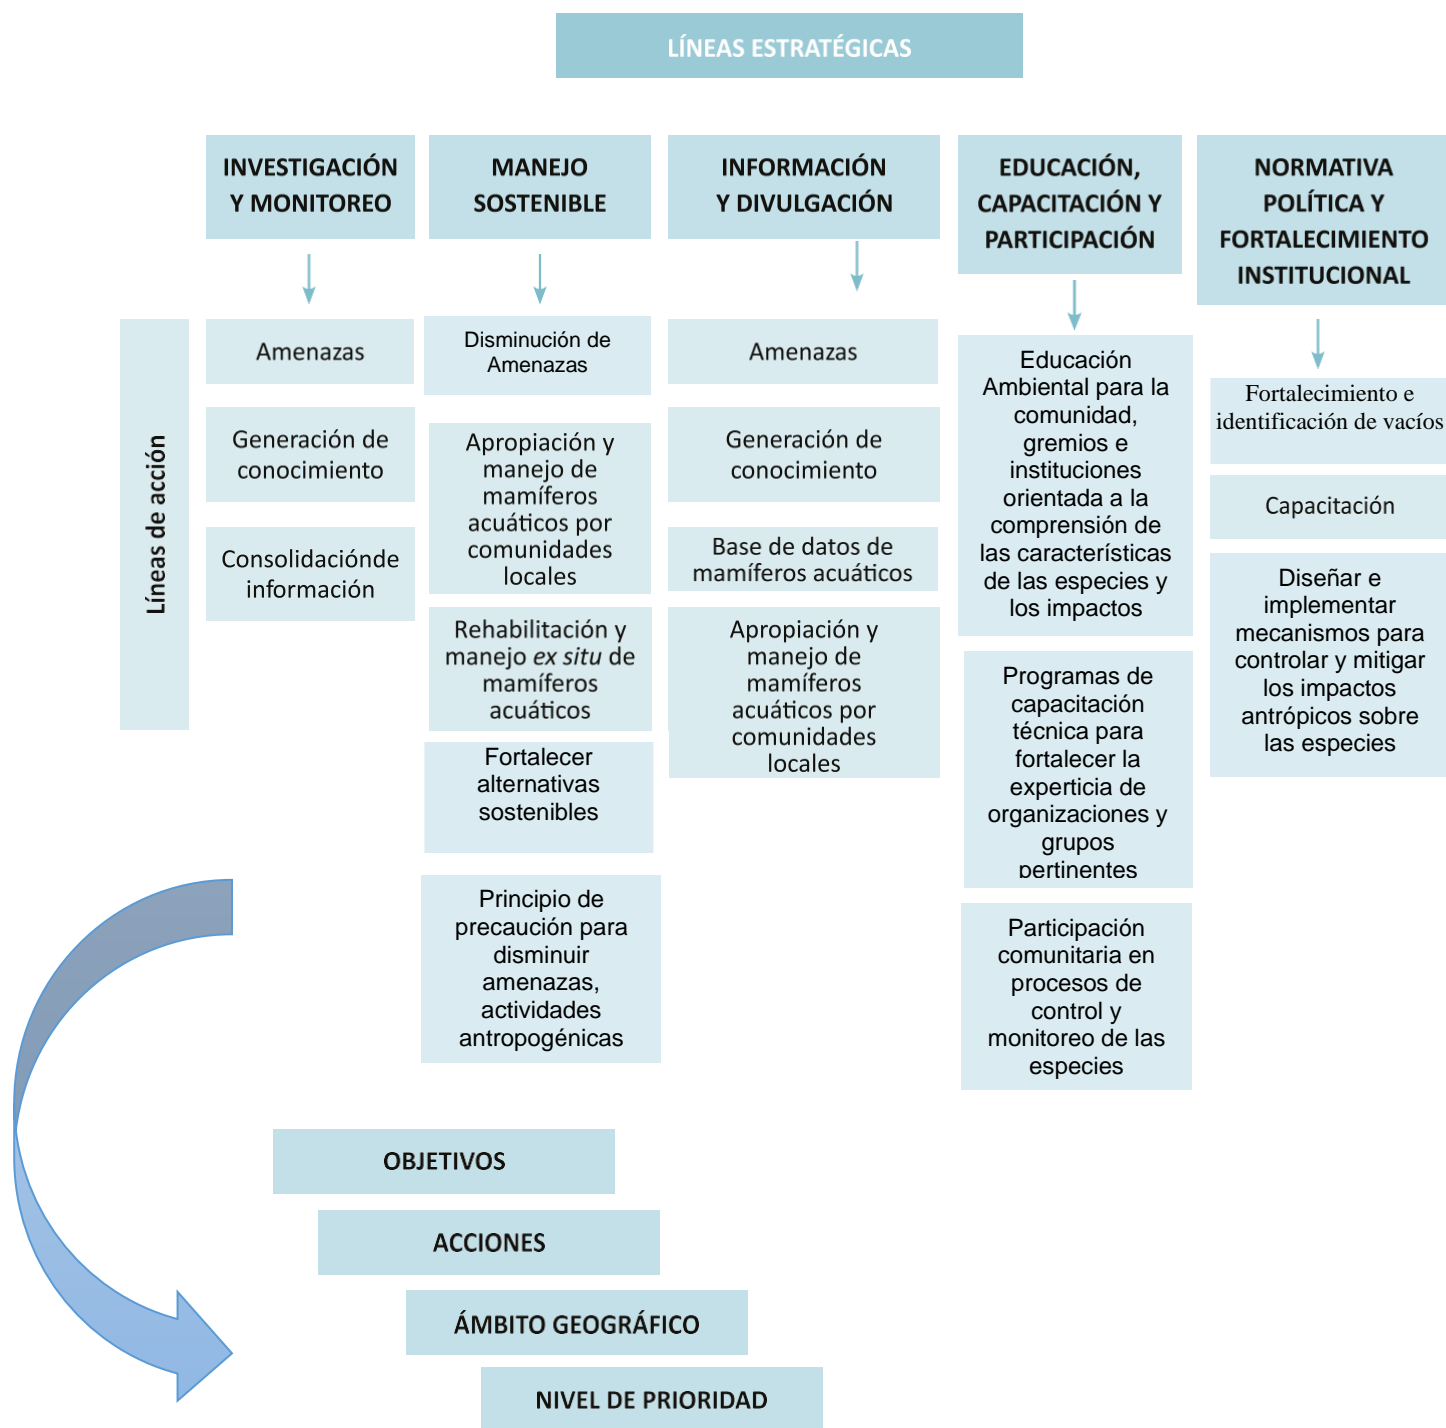 LÍNEAS ESTRATÉGICAS
INVESTIGACIÓN
Y MONITOREO
MANEJO
SOSTENIBLE
INFORMACIÓN
Y DIVULGACIÓN
EDUCACIÓN,
CAPACITACIÓN Y
PARTICIPACIÓN
NORMATIVA
POLÍTICA Y
FORTALECIMIENTO
INSTITUCIONAL
Líneas de acción
Amenazas
Generación de
conocimiento
Consolidaciónde
información
Disminución de
Amenazas
Apropiación y
manejo de
mamíferos
acuáticos por
comunidades
locales
Rehabilitación y
manejo ex situ de
mamíferos
acuáticos
Fortalecer
alternativas
sostenibles
Principio de
precaución para
disminuir
amenazas,
actividades
antropogénicas
Amenazas
Generación de
conocimiento
Base de datos de
mamíferos acuáticos
Apropiación y
manejo de
mamíferos
acuáticos por
comunidades
locales
Educación
Ambiental para la
comunidad,
gremios e
instituciones
orientada a la
comprensión de
las características
de las especies y
los impactos
Programas de
capacitación
técnica para
fortalecer la
experticia de
organizaciones y
grupos
pertinentes
Participación
comunitaria en
procesos de
control y
monitoreo de las
especies
Fortalecimiento e
identificación de vacíos
Capacitación
Diseñar e
implementar
mecanismos para
controlar y mitigar
los impactos
antrópicos sobre
las especies
OBJETIVOS
ACCIONES
ÁMBITO GEOGRÁFICO
NIVEL DE PRIORIDAD